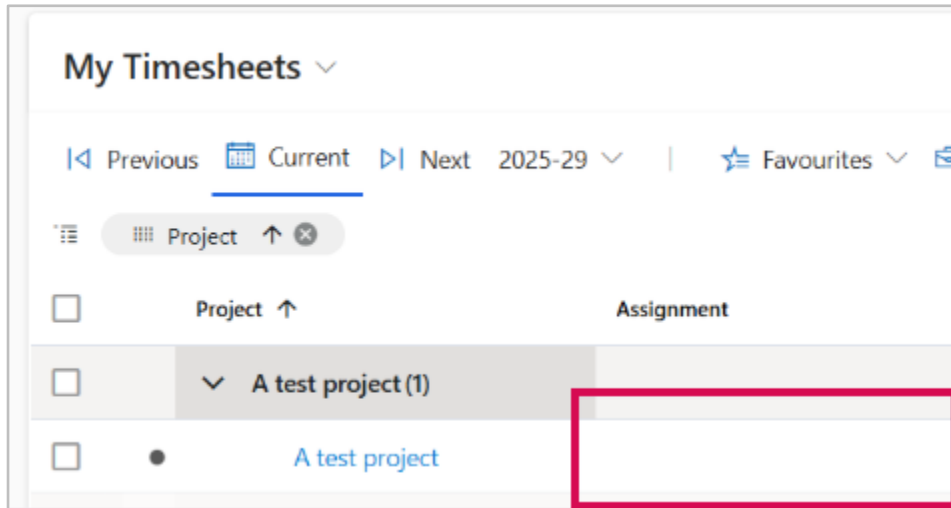 My Timesheets
Previous Current Next 2025-29 Favourites
Project
Project Assignment
A test project (1)
A test project